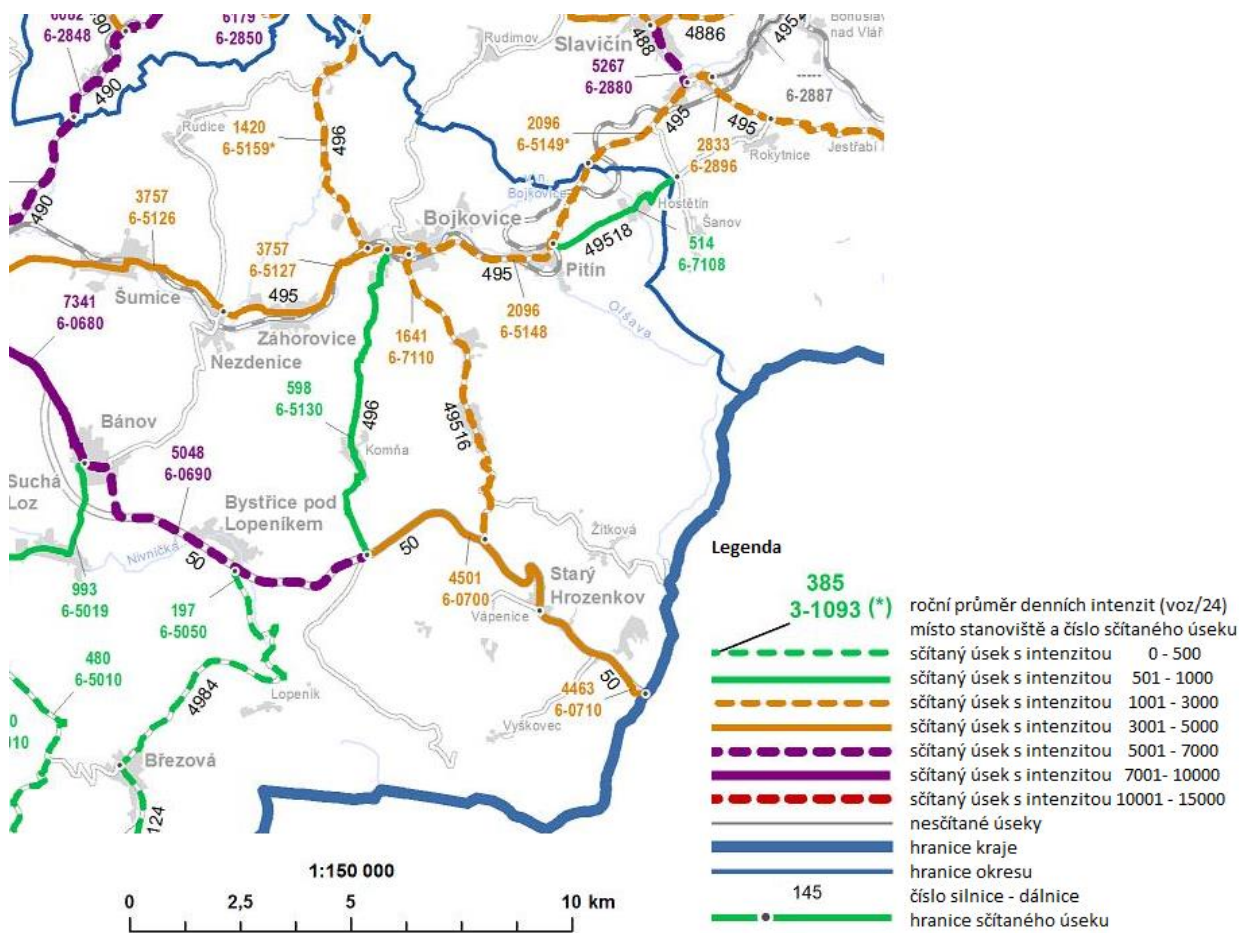 6082
6-2848
490
6179
6-2850
Rudimov
4886
488
Slavičín
5267
6-2880
4952
Bohuslav
nad Vláří
-----
6-2887
490
Rudice
1420
6-5159*
496
2096
6-5149*
495
495
2833
6-2896
Rokytnice
Jestřabí
490
3757
6-5126
3757
6-5127
Bojkovice
v.n.
Bojkovice
Hostětín
Šanov
49518
514
6-7108
Šumice
495
495
Pitín
7341
6-0680
Záhorovice
1641
6-7110
2096
6-5148
Olšava
Nezdenice
598
6-5130
496
49516
Bánov
Komňa
Suchá
Loz
5048
6-0690
Bystřice pod
Lopeníkem
Nivnička
50
50
Žítková
993
6-5019
197
6-5050
4501
6-0700
Starý
Hrozenkov
Vápenice
480
6-5010
4984
Lopeník
50
4463
6-0710
Vyškovec
0
010
Březová
124
1:150 000
0 2,5 5 10 km
Legenda
385
3-1093 (*)
roční průměr denních intenzit (voz/24)
místo stanoviště a číslo sčítaného úseku
sčítaný úsek s intenzitou 0 - 500
sčítaný úsek s intenzitou 501 - 1000
sčítaný úsek s intenzitou 1001 - 3000
sčítaný úsek s intenzitou 3001 - 5000
sčítaný úsek s intenzitou 5001 - 7000
sčítaný úsek s intenzitou 7001- 10000
sčítaný úsek s intenzitou 10001 - 15000
nesčítané úseky
hranice kraje
hranice okresu
145
číslo silnice - dálnice
hranice sčítaného úseku